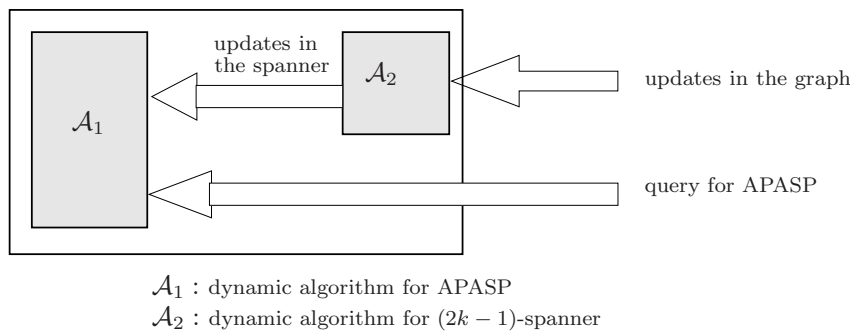 updates in
the spanner
𝒜₂
updates in the graph
𝒜₁
query for APASP
𝒜₁ : dynamic algorithm for APASP
𝒜₂ : dynamic algorithm for (2k − 1)-spanner